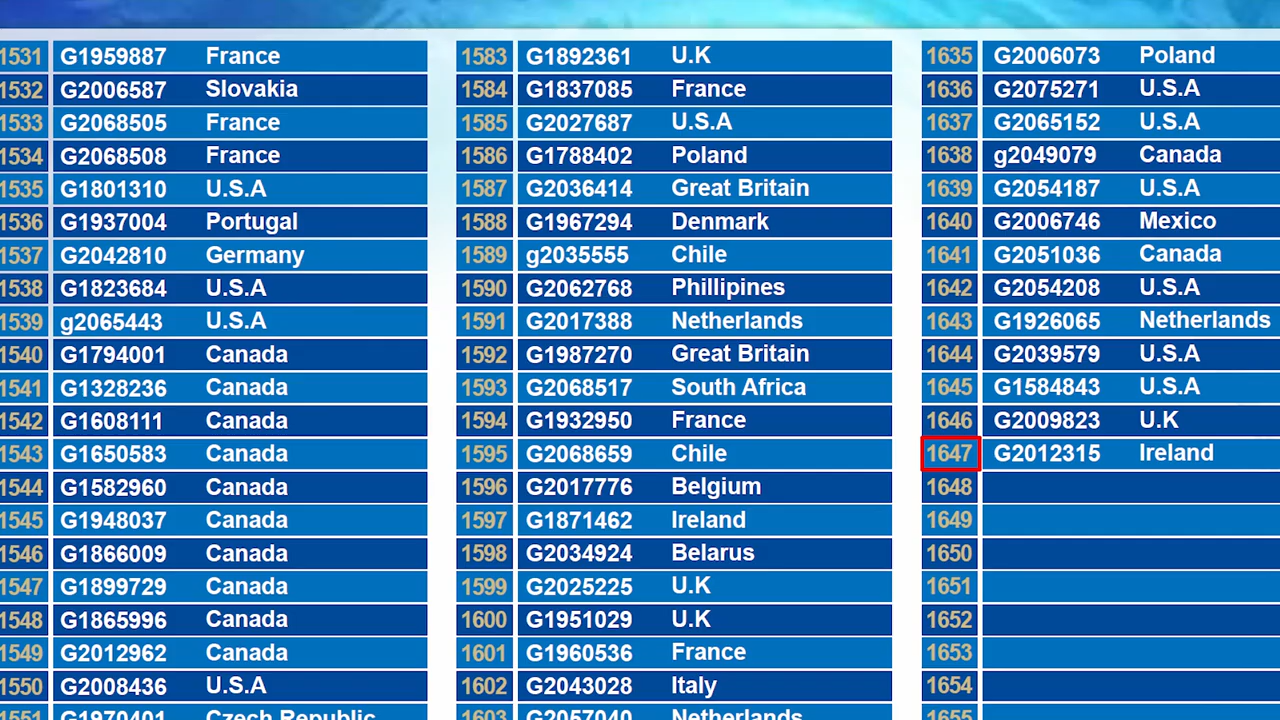 1531 G1959887 France
1532 G2006587 Slovakia
1533 G2068505 France
1534 G2068508 France
1535 G1801310 U.S.A
1536 G1937004 Portugal
1537 G2042810 Germany
1538 G1823684 U.S.A
1539 g2065443 U.S.A
1540 G1794001 Canada
1541 G1328236 Canada
1542 G1608111 Canada
1543 G1650583 Canada
1544 G1582960 Canada
1545 G1948037 Canada
1546 G1866009 Canada
1547 G1899729 Canada
1548 G1865996 Canada
1549 G2012962 Canada
1550 G2008436 U.S.A
1551 G1970401 Czech Republic
1583 G1892361 U.K
1584 G1837085 France
1585 G2027687 U.S.A
1586 G1788402 Poland
1587 G2036414 Great Britain
1588 G1967294 Denmark
1589 g2035555 Chile
1590 G2062768 Phillipines
1591 G2017388 Netherlands
1592 G1987270 Great Britain
1593 G2068517 South Africa
1594 G1932950 France
1595 G2068659 Chile
1596 G2017776 Belgium
1597 G1871462 Ireland
1598 G2034924 Belarus
1599 G2025225 U.K
1600 G1951029 U.K
1601 G1960536 France
1602 G2043028 Italy
1603 G2057040 Netherlands
1635 G2006073 Poland
1636 G2075271 U.S.A
1637 G2065152 U.S.A
1638 g2049079 Canada
1639 G2054187 U.S.A
1640 G2006746 Mexico
1641 G2051036 Canada
1642 G2054208 U.S.A
1643 G1926065 Netherlands
1644 G2039579 U.S.A
1645 G1584843 U.S.A
1646 G2009823 U.K
1647 G2012315 Ireland
1648
1649
1650
1651
1652
1653
1654
1655